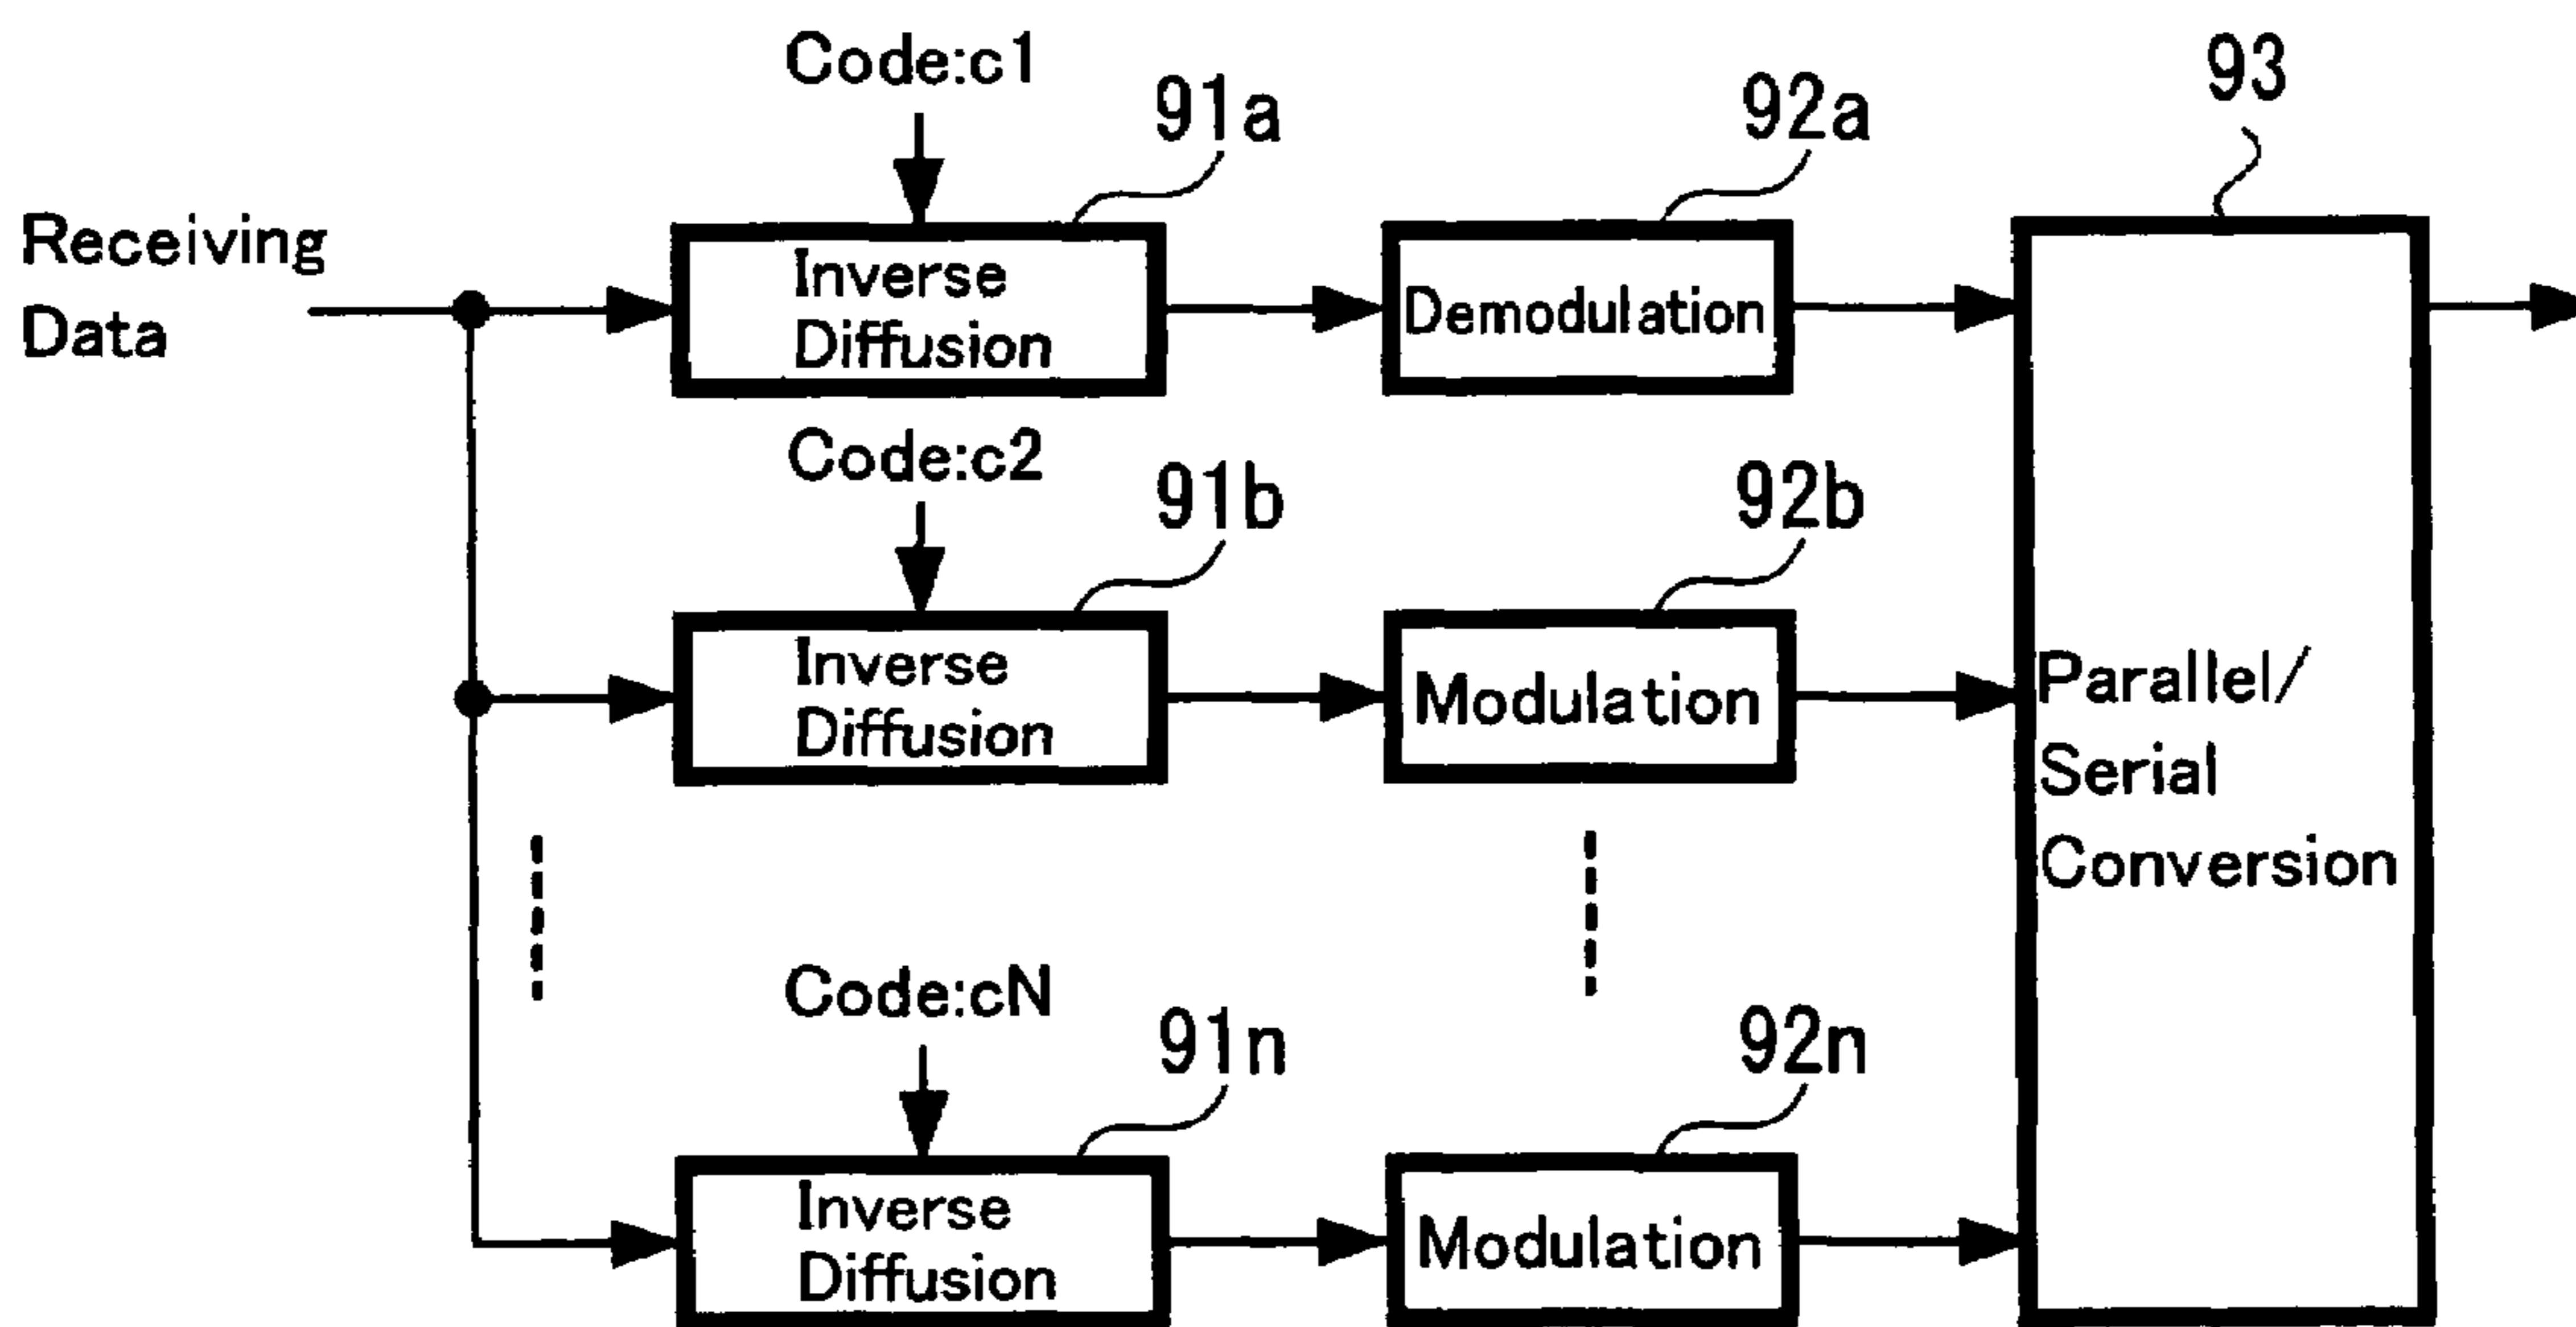 Code:c1
91a
92a
93
Receiving
Data
Inverse
Diffusion
Demodulation
Code:c2
91b
92b
Inverse
Diffusion
Modulation
Parallel/
Serial
Conversion
Code:cN
91n
92n
Inverse
Diffusion
Modulation